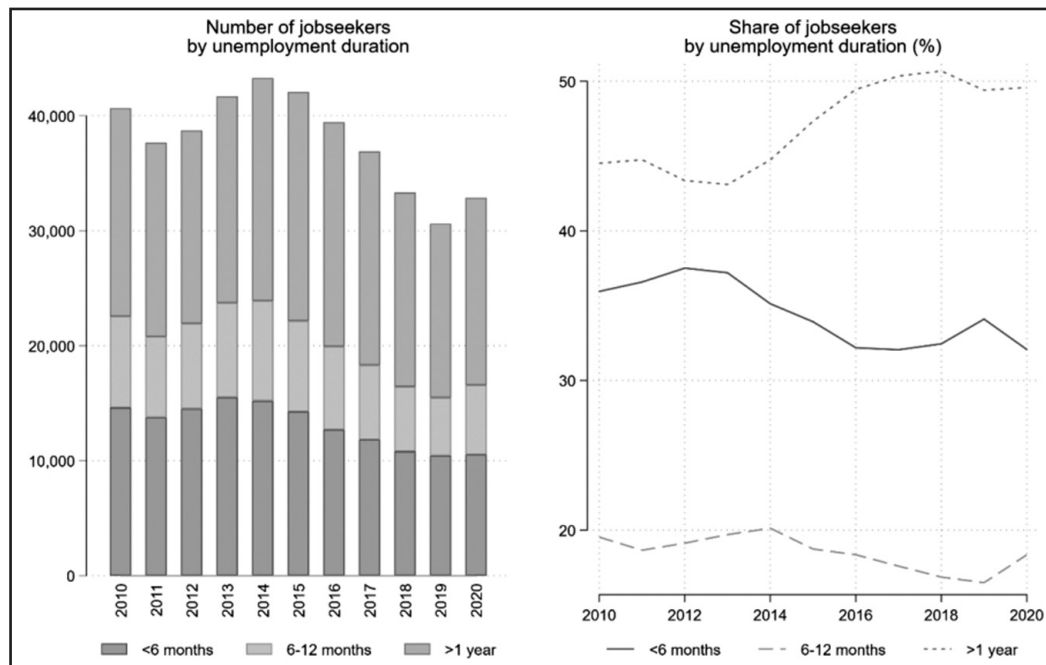 Number of jobseekers
by unemployment duration
40,000
30,000
20,000
10,000
0
2010
2011
2012
2013
2014
2015
2016
2017
2018
2019
2020
<6 months
6-12 months
>1 year
Share of jobseekers
by unemployment duration (%)
50
40
30
20
2010
2012
2014
2016
2018
2020
<6 months
6-12 months
>1 year